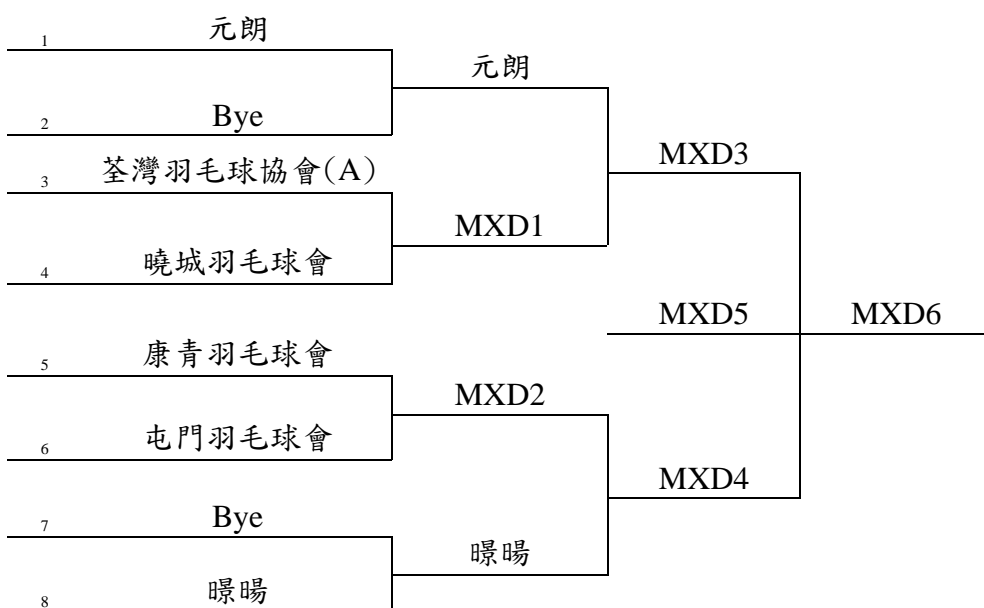 1 元朗
元朗
2 Bye
MXD3
3 荃灣羽毛球協會(A)
MXD1
4 曉城羽毛球會
MXD5 MXD6
5 康青羽毛球會
MXD2
6 屯門羽毛球會
MXD4
7 Bye
暻暘
8 暻暘